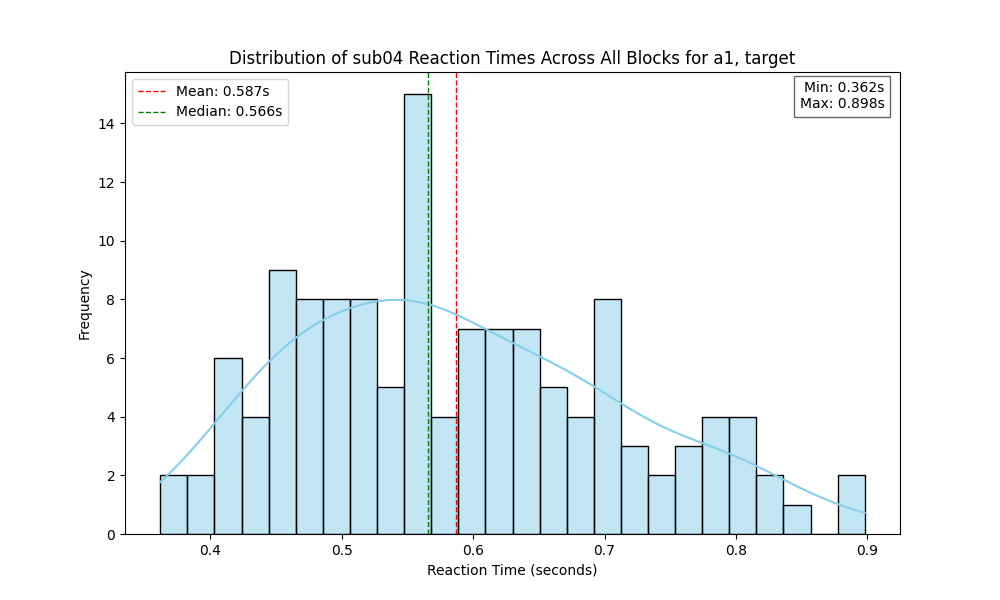 Distribution of sub04 Reaction Times Across All Blocks for a1, target
Mean: 0.587s
Median: 0.566s
Min: 0.362s
Max: 0.898s
14
12
10
8
6
4
2
0
Frequency
0.4 0.5 0.6 0.7 0.8 0.9
Reaction Time (seconds)